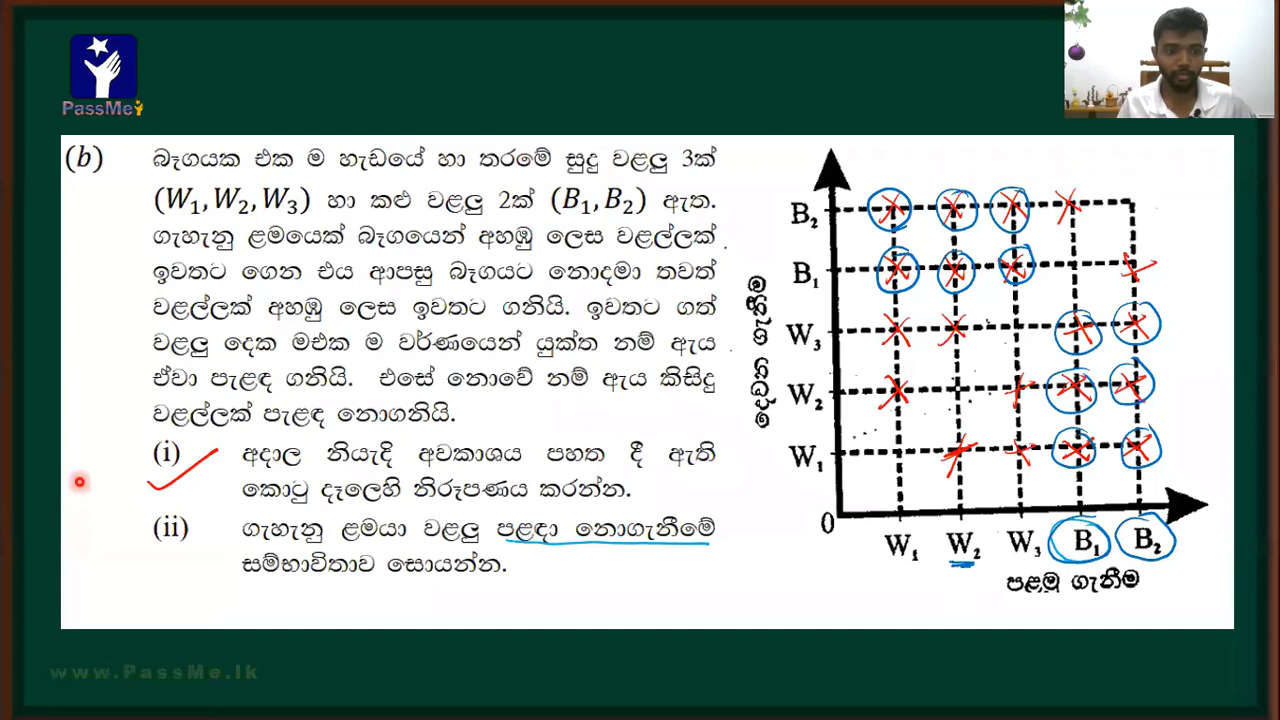 PassMe
(b) බෑගයක එක ම හැඩයේ හා තරමේ සුදු වළලු 3ක්
(W₁, W₂, W₃) හා කළු වළලු 2ක් (B₁, B₂) ඇත.
ගැහැනු ළමයෙක් බෑගයෙන් අහඹු ලෙස වළල්ලක්
ඉවතට ගෙන එය ආපසු බෑගයට නොදමා තවත්
වළල්ලක් අහඹු ලෙස ඉවතට ගනියි. ඉවතට ගත්
වළලු දෙක මඑක ම වර්ණයෙන් යුක්ත නම් ඇය
ඒවා පැළඳ ගනියි. එසේ නොවේ නම් ඇය කිසිදු
වළල්ලක් පැළඳ නොගනියි.
(i) අදාල නියැදි අවකාශය පහත දී ඇති
කොටු දැලෙහි නිරූපණය කරන්න.
(ii) ගැහැනු ළමයා වළලු පළඳා නොගැනීමේ
සම්භාවිතාව සොයන්න.
දෙවන ගැනීම
B₂
B₁
W₃
W₂
W₁
0
W₁ W₂ W₃ B₁ B₂
පළමු ගැනීම
www.PassMe.lk